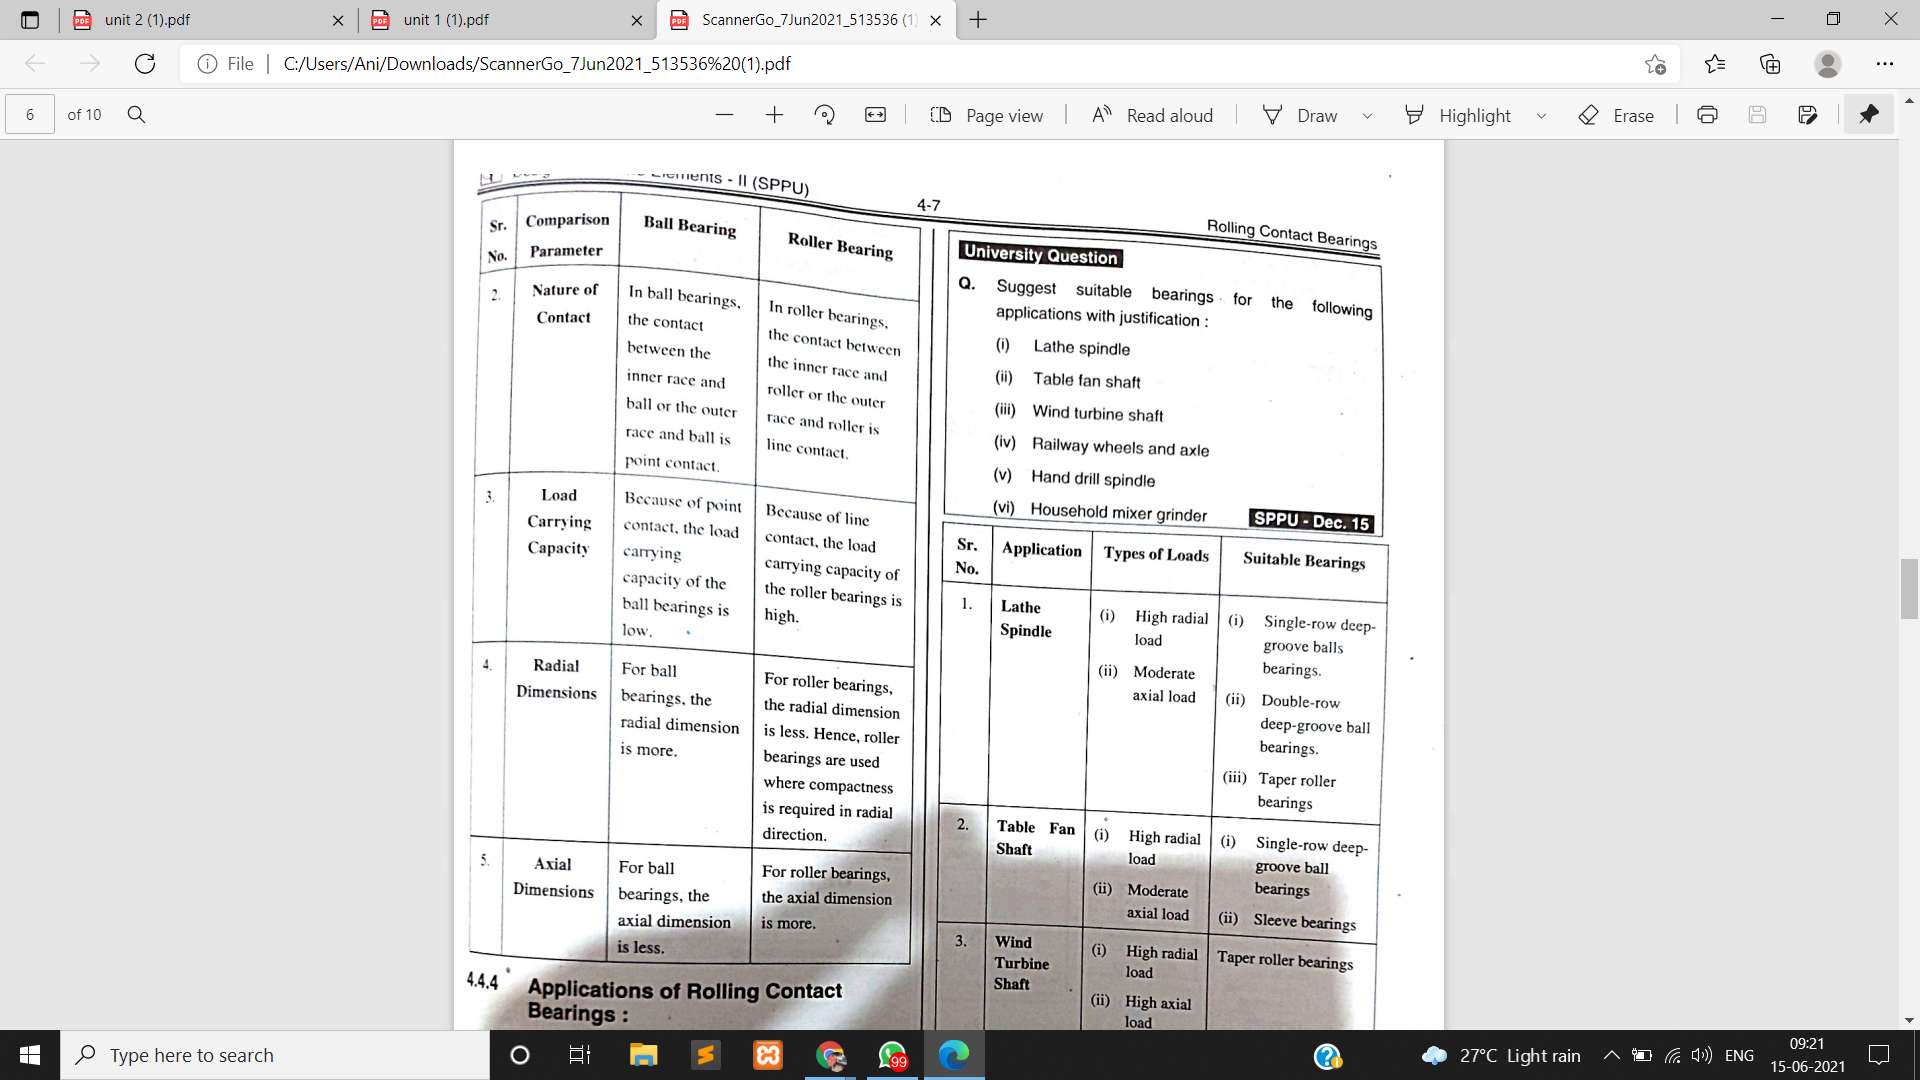 unit 2 (1).pdf
unit 1 (1).pdf
ScannerGo_7Jun2021_513536 (1)
File
C:/Users/Ani/Downloads/ScannerGo_7Jun2021_513536%20(1).pdf
6
of 10
Page view
Read aloud
Draw
Highlight
Erase
Elements - II (SPPU)
4-7
Rolling Contact Bearings
Sr.
No.
Comparison
Parameter
Ball Bearing
Roller Bearing
2.
Nature of
Contact
In ball bearings,
the contact
between the
inner race and
ball or the outer
race and ball is
point contact.
In roller bearings,
the contact between
the inner race and
roller or the outer
race and roller is
line contact.
3.
Load
Carrying
Capacity
Because of point
contact, the load
carrying
capacity of the
ball bearings is
low.
Because of line
contact, the load
carrying capacity of
the roller bearings is
high.
4.
Radial
Dimensions
For ball
bearings, the
radial dimension
is more.
For roller bearings,
the radial dimension
is less. Hence, roller
bearings are used
where compactness
is required in radial
direction.
5.
Axial
Dimensions
For ball
bearings, the
axial dimension
is less.
For roller bearings,
the axial dimension
is more.
4.4.4
Applications of Rolling Contact
Bearings :
University Question
Q. Suggest suitable bearings for the following
applications with justification :
(i) Lathe spindle
(ii) Table fan shaft
(iii) Wind turbine shaft
(iv) Railway wheels and axle
(v) Hand drill spindle
(vi) Household mixer grinder
SPPU - Dec. 15
Sr.
No.
Application
Types of Loads
Suitable Bearings
1.
Lathe
Spindle
(i) High radial
load
(ii) Moderate
axial load
(i) Single-row deep-
groove balls
bearings.
(ii) Double-row
deep-groove ball
bearings.
(iii) Taper roller
bearings
2.
Table Fan
Shaft
(i) High radial
load
(ii) Moderate
axial load
(i) Single-row deep-
groove ball
bearings
(ii) Sleeve bearings
3.
Wind
Turbine
Shaft
(i) High radial
load
(ii) High axial
load
Taper roller bearings
Type here to search
99
27°C Light rain
ENG
09:21
15-06-2021